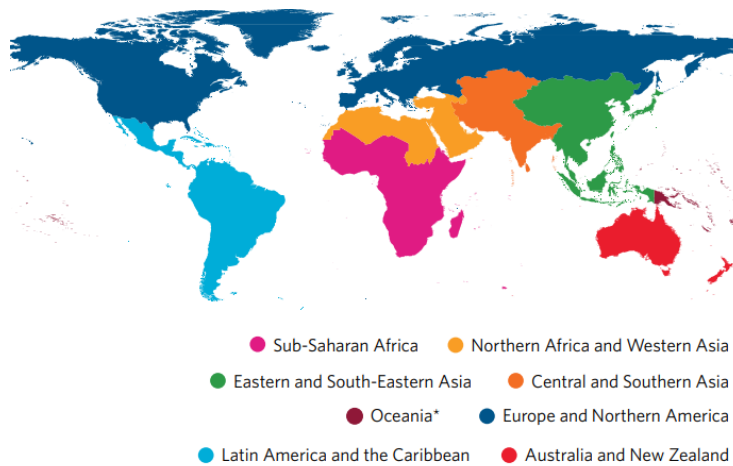 Sub-Saharan Africa Northern Africa and Western Asia
Eastern and South-Eastern Asia Central and Southern Asia
Oceania* Europe and Northern America
Latin America and the Caribbean Australia and New Zealand